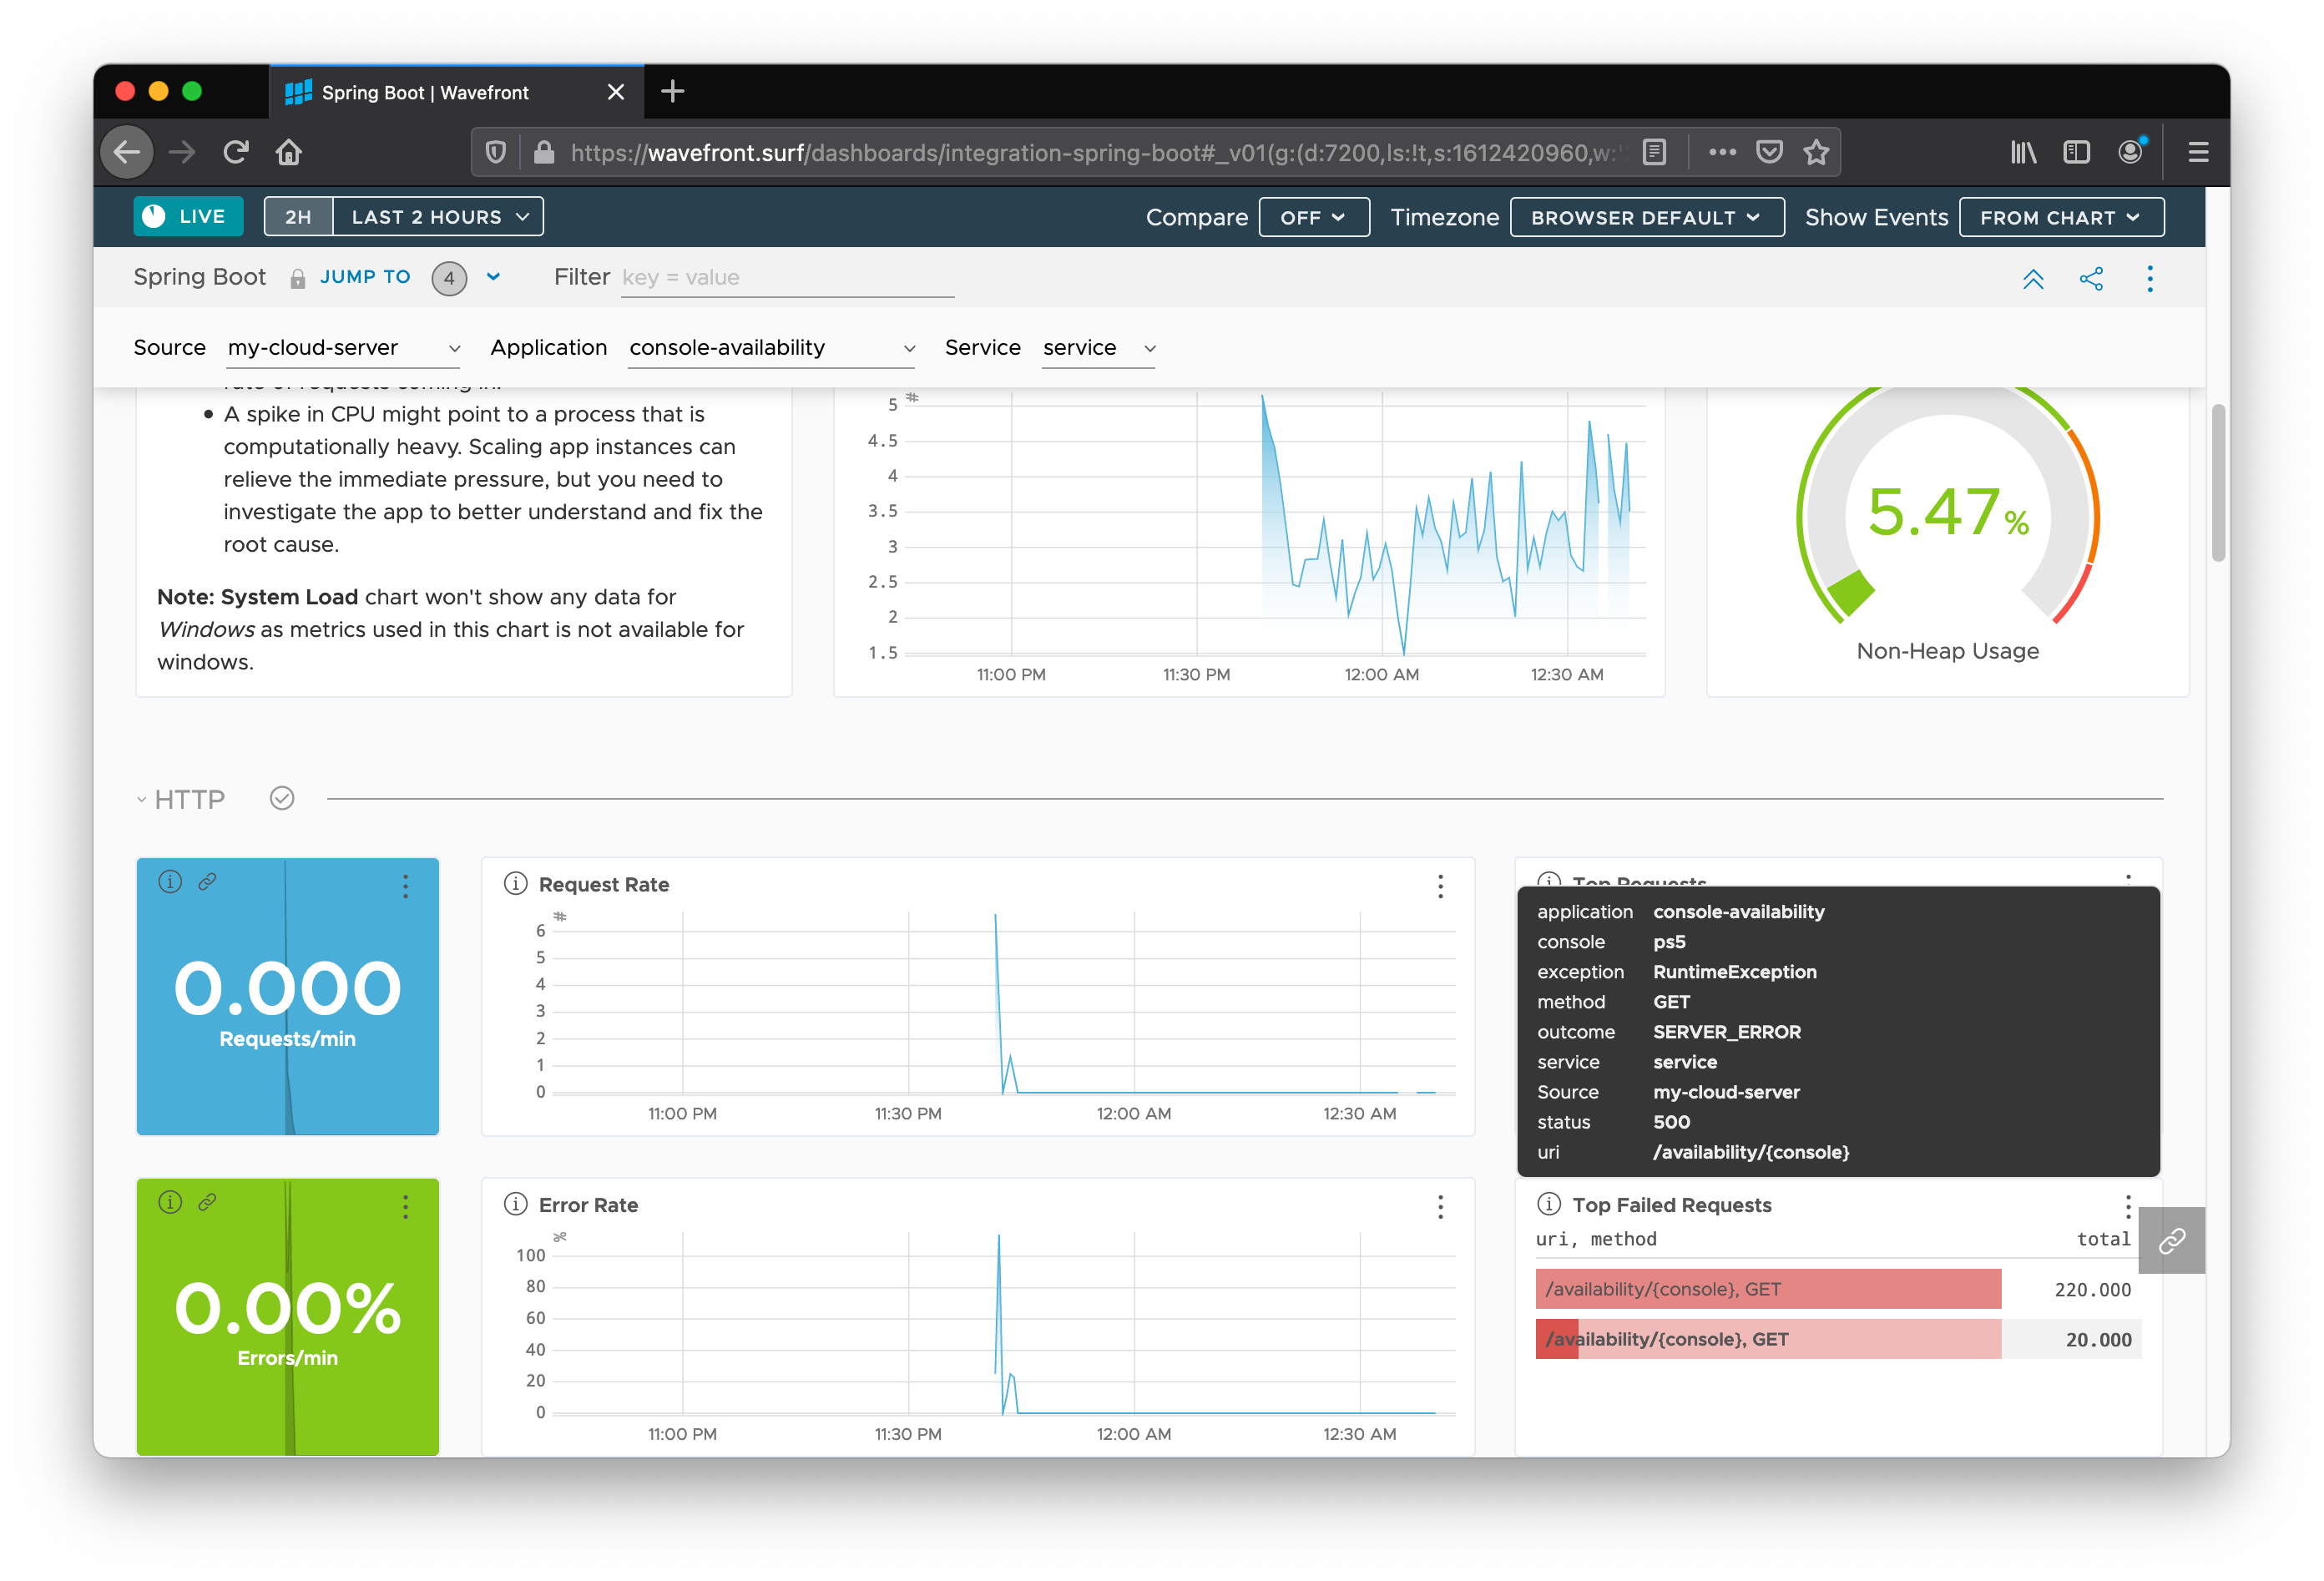 Spring Boot | Wavefront
https://wavefront.surf/dashboards/integration-spring-boot#_v01(g:(d:7200,ls:!t,s:1612420960,w:'
LIVE
2H LAST 2 HOURS
Compare OFF Timezone BROWSER DEFAULT Show Events FROM CHART
Spring Boot JUMP TO 4 Filter key = value
Source my-cloud-server Application console-availability Service service
rate of requests coming in.
• A spike in CPU might point to a process that is
computationally heavy. Scaling app instances can
relieve the immediate pressure, but you need to
investigate the app to better understand and fix the
root cause.
Note: System Load chart won't show any data for
Windows as metrics used in this chart is not available for
windows.
#
5
4.5
4
3.5
3
2.5
2
1.5
11:00 PM 11:30 PM 12:00 AM 12:30 AM
5.47%
Non-Heap Usage
HTTP
0.000
Requests/min
Request Rate
#
6
5
4
3
2
1
0
11:00 PM 11:30 PM 12:00 AM 12:30 AM
Top Requests
application console-availability
console ps5
exception RuntimeException
method GET
outcome SERVER_ERROR
service service
Source my-cloud-server
status 500
uri /availability/{console}
0.00%
Errors/min
Error Rate
%
100
80
60
40
20
0
11:00 PM 11:30 PM 12:00 AM 12:30 AM
Top Failed Requests
uri, method total
/availability/{console}, GET 220.000
/availability/{console}, GET 20.000